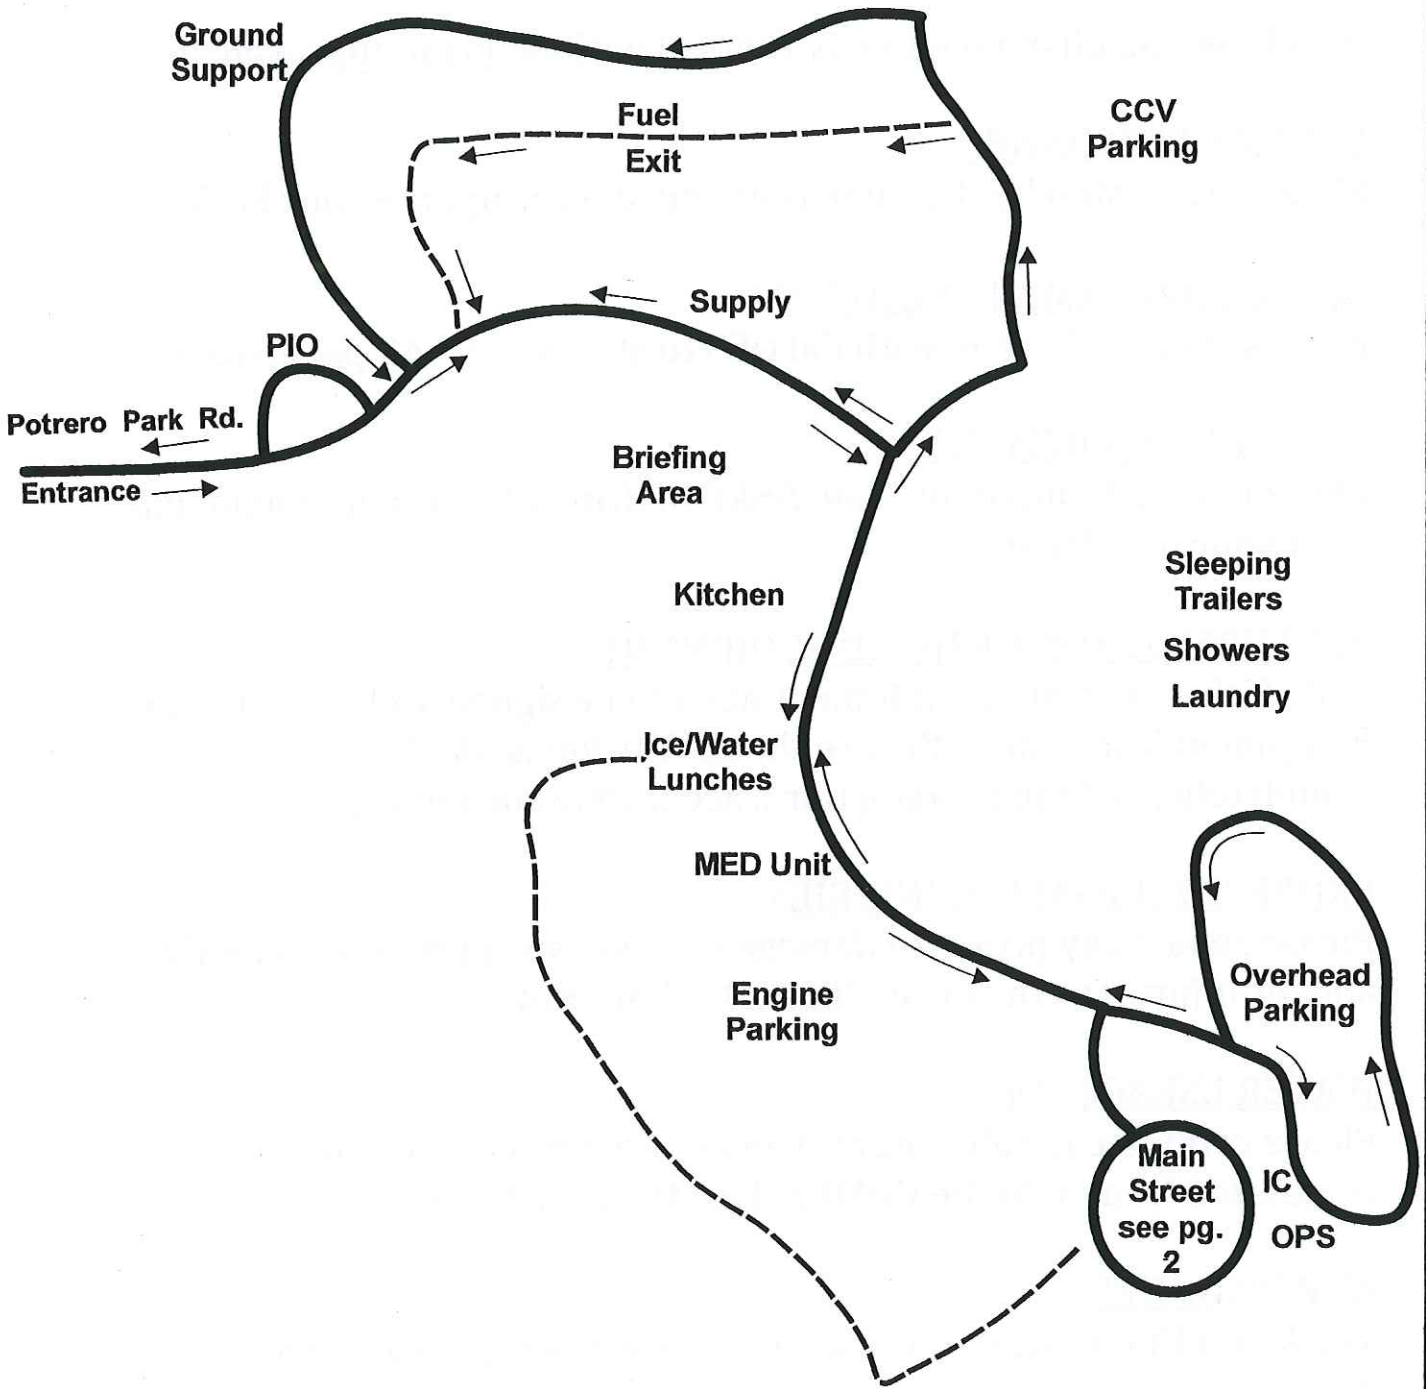 Ground
Support
Fuel
Exit
CCV
Parking
Supply
PIO
Potrero Park Rd.
Entrance
Briefing
Area
Kitchen
Sleeping
Trailers
Showers
Laundry
Ice/Water
Lunches
MED Unit
Engine
Parking
Overhead
Parking
Main
Street
see pg.
2
IC
OPS